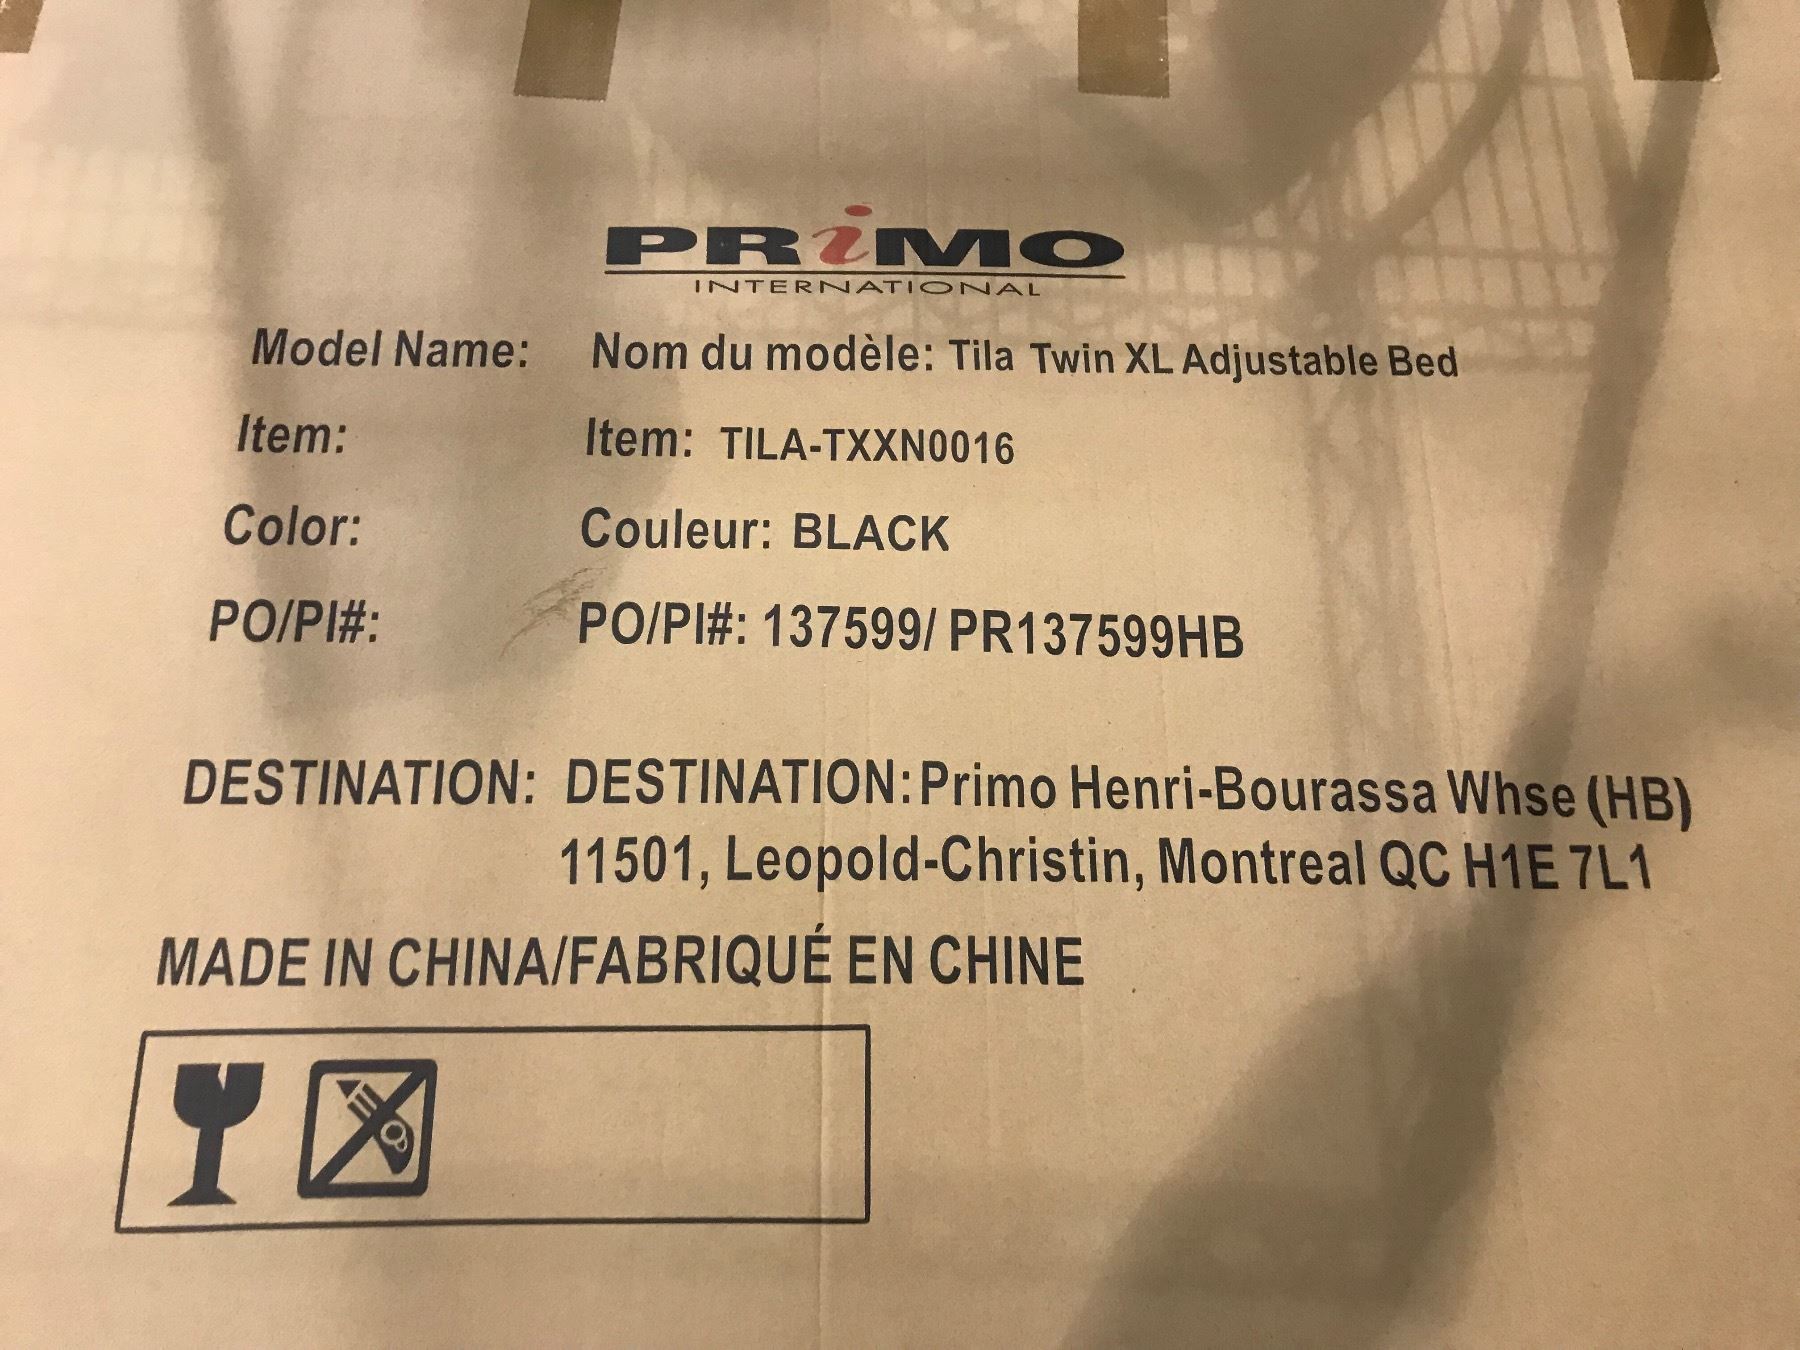 PRiMO
INTERNATIONAL
Model Name: Nom du modèle: Tila Twin XL Adjustable Bed
Item: Item: TILA-TXXN0016
Color: Couleur: BLACK
PO/PI#: PO/PI#: 137599/ PR137599HB
DESTINATION: DESTINATION: Primo Henri-Bourassa Whse (HB)
11501, Leopold-Christin, Montreal QC H1E 7L1
MADE IN CHINA/FABRIQUÉ EN CHINE